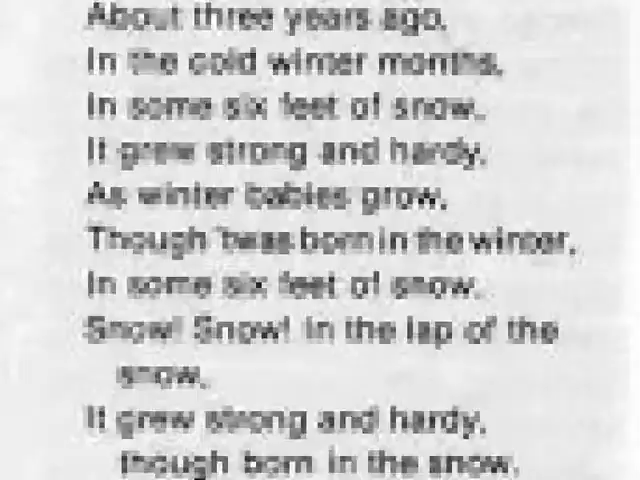 About three years ago,
In the cold winter months,
In some six feet of snow.
It grew strong and hardy,
As winter babies grow,
Though 'twas born in the winter,
In some six feet of snow.
Snow! Snow! In the lap of the
snow,
It grew strong and hardy,
though born in the snow.